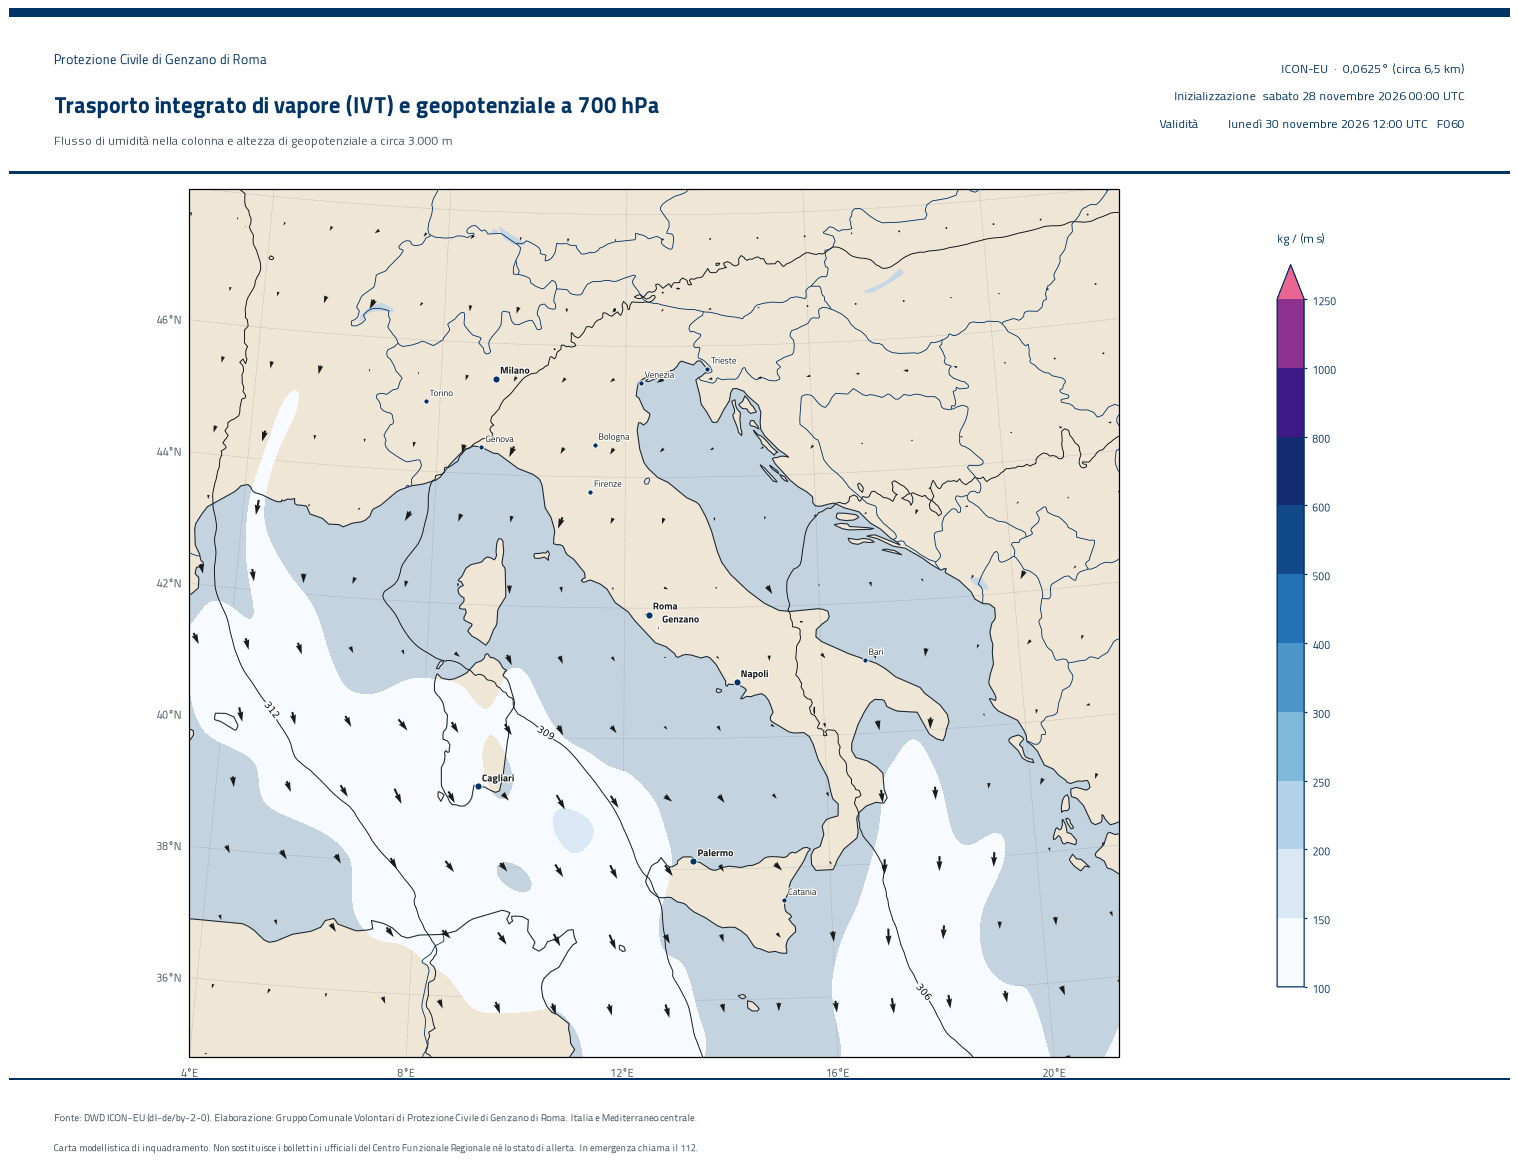 Protezione Civile di Genzano di Roma
Trasporto integrato di vapore (IVT) e geopotenziale a 700 hPa
Flusso di umidità nella colonna e altezza di geopotenziale a circa 3.000 m
ICON-EU · 0,0625° (circa 6,5 km)
Inizializzazione sabato 28 novembre 2026 00:00 UTC
Validità lunedì 30 novembre 2026 12:00 UTC F060
kg / (m s)
1250
1000
800
600
500
400
300
250
200
150
100
46°N
44°N
42°N
40°N
38°N
36°N
4°E
8°E
12°E
16°E
20°E
Milano
Torino
Venezia
Trieste
Genova
Bologna
Firenze
Roma
Genzano
Napoli
Bari
Cagliari
Palermo
Catania
312
309
306
Fonte: DWD ICON-EU (dl-de/by-2-0). Elaborazione: Gruppo Comunale Volontari di Protezione Civile di Genzano di Roma. Italia e Mediterraneo centrale.
Carta modellistica di inquadramento. Non sostituisce i bollettini ufficiali del Centro Funzionale Regionale né lo stato di allerta. In emergenza chiama il 112.